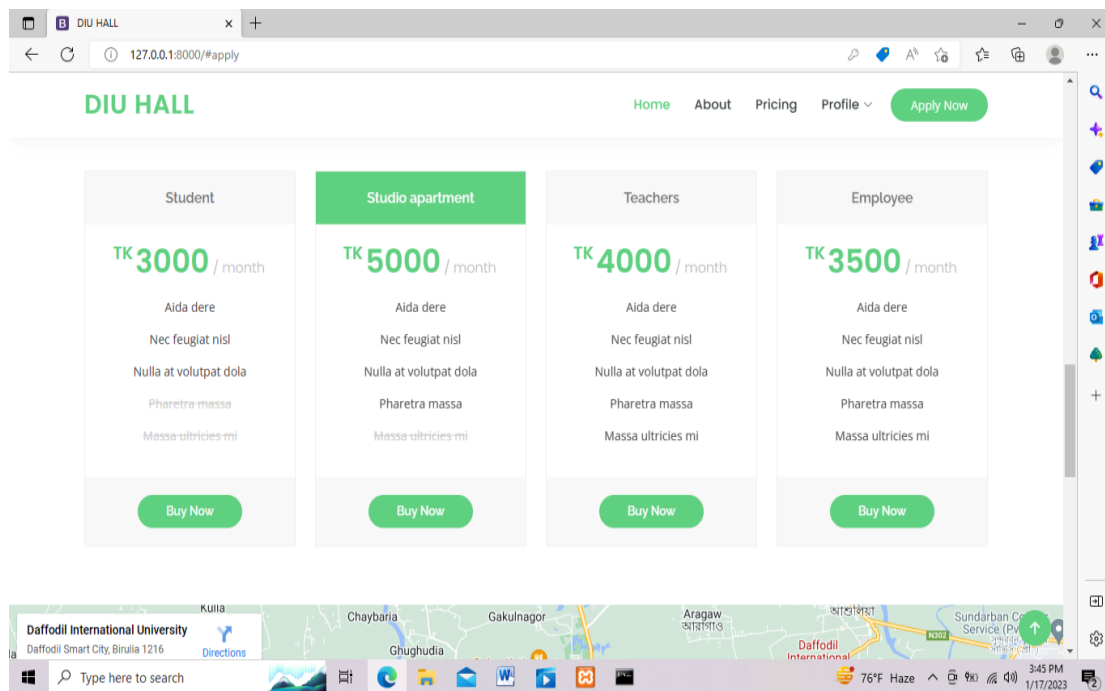 DIU HALL
127.0.0.1:8000/#apply
DIU HALL
Home About Pricing Profile Apply Now
Student Studio apartment Teachers Employee
TK 3000 / month TK 5000 / month TK 4000 / month TK 3500 / month
Aida dere Aida dere Aida dere Aida dere
Nec feugiat nisl Nec feugiat nisl Nec feugiat nisl Nec feugiat nisl
Nulla at volutpat dola Nulla at volutpat dola Nulla at volutpat dola Nulla at volutpat dola
Pharetra massa Pharetra massa Pharetra massa Pharetra massa
Massa ultricies mi Massa ultricies mi Massa ultricies mi Massa ultricies mi
Buy Now Buy Now Buy Now Buy Now
Kulla
Chaybaria Gakulnagor Aragaw
Daffodil International University
Daffodil Smart City, Birulia 1216
Directions
Ghughudia
Daffodil
International
N302
Sundarban
Service
Type here to search
76°F Haze
3:45 PM
1/17/2023
2